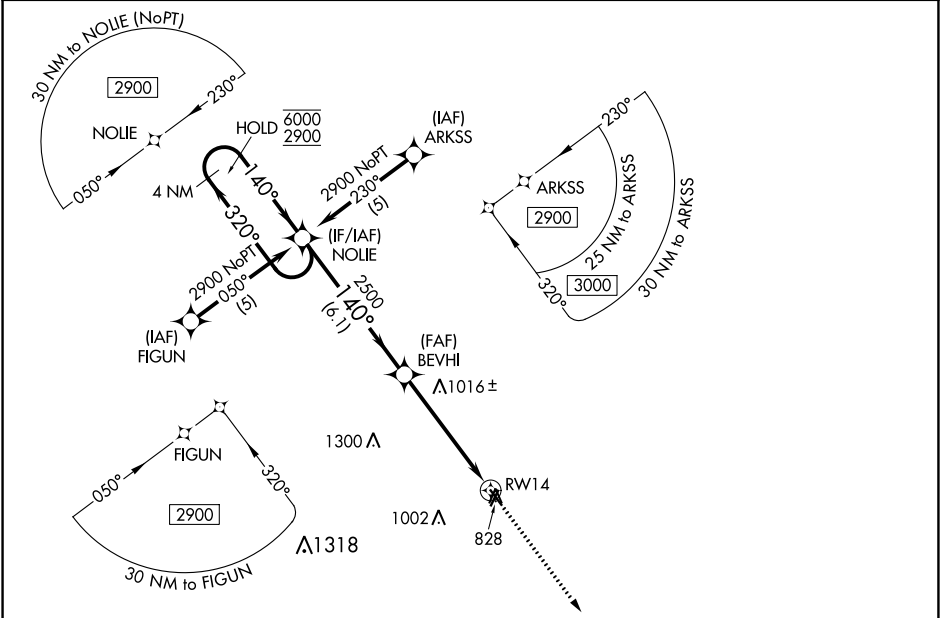 30 NM to NOLIE (NoPT)
2900
230°
NOLIE
050°
HOLD 6000
2900
4 NM
140°
320°
(IAF)
ARKSS
2900 NoPT
230°
(5)
(IF/IAF)
NOLIE
2900 NoPT
050°
(5)
(IAF)
FIGUN
2500
140°
(6.1)
(FAF)
BEVHI
1016 ±
1300
RW14
1002
828
1318
230°
ARKSS
2900
25 NM to ARKSS
3000
30 NM to ARKSS
320°
FIGUN
050°
320°
2900
30 NM to FIGUN